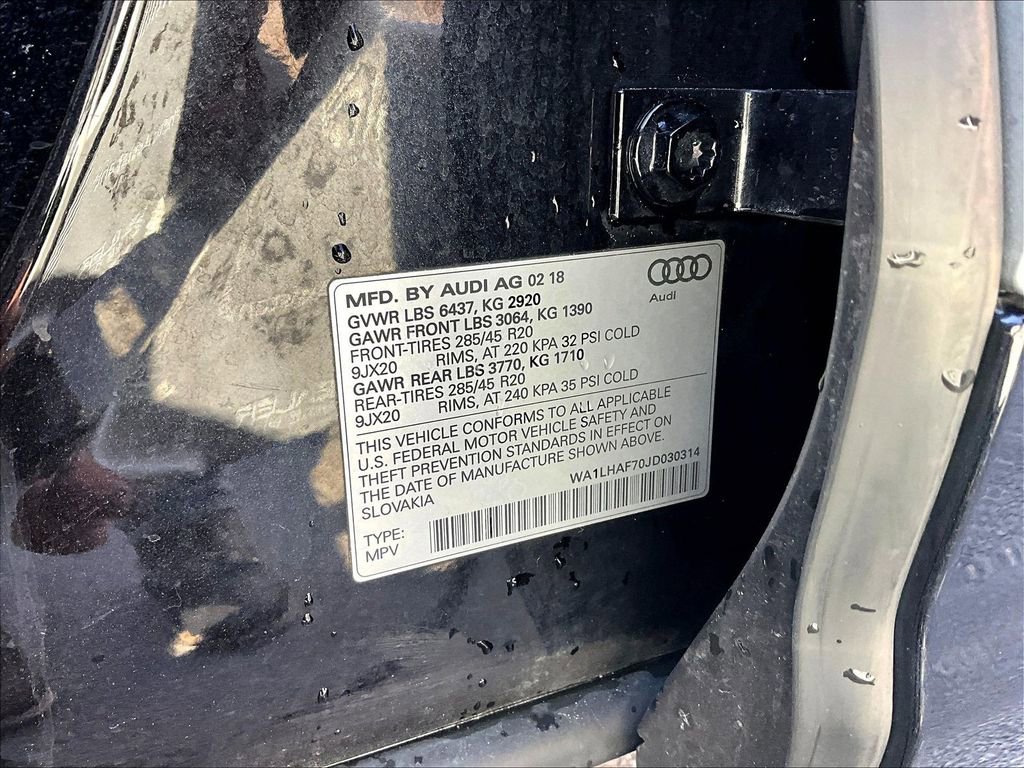 MFD. BY AUDI AG 02 18
Audi
GVWR LBS 6437, KG 2920
GAWR FRONT LBS 3064, KG 1390
FRONT-TIRES 285/45 R20
9JX20 RIMS, AT 220 KPA 32 PSI COLD
GAWR REAR LBS 3770, KG 1710
REAR-TIRES 285/45 R20
9JX20 RIMS, AT 240 KPA 35 PSI COLD
THIS VEHICLE CONFORMS TO ALL APPLICABLE
U.S. FEDERAL MOTOR VEHICLE SAFETY AND
THEFT PREVENTION STANDARDS IN EFFECT ON
THE DATE OF MANUFACTURE SHOWN ABOVE.
SLOVAKIA WA1LHAF70JD030314
TYPE:
MPV